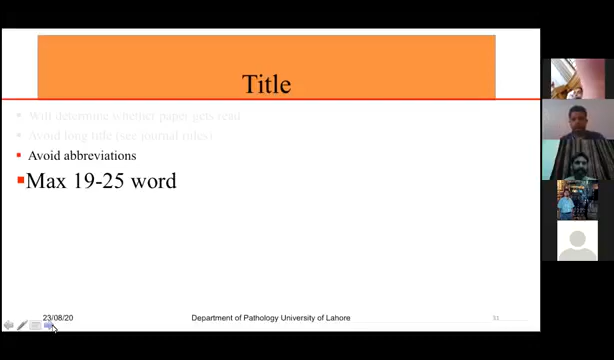 Title
Will determine whether paper gets read
Avoid long title (see journal rules)
Avoid abbreviations
Max 19-25 word
23/08/20
Department of Pathology University of Lahore
51